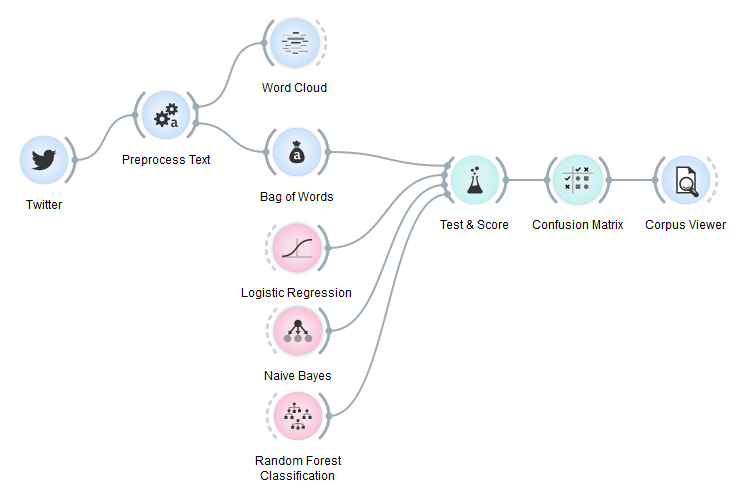 Word Cloud
Preprocess Text
Twitter
Bag of Words
Test & Score
Confusion Matrix
Corpus Viewer
Logistic Regression
Naive Bayes
Random Forest
Classification